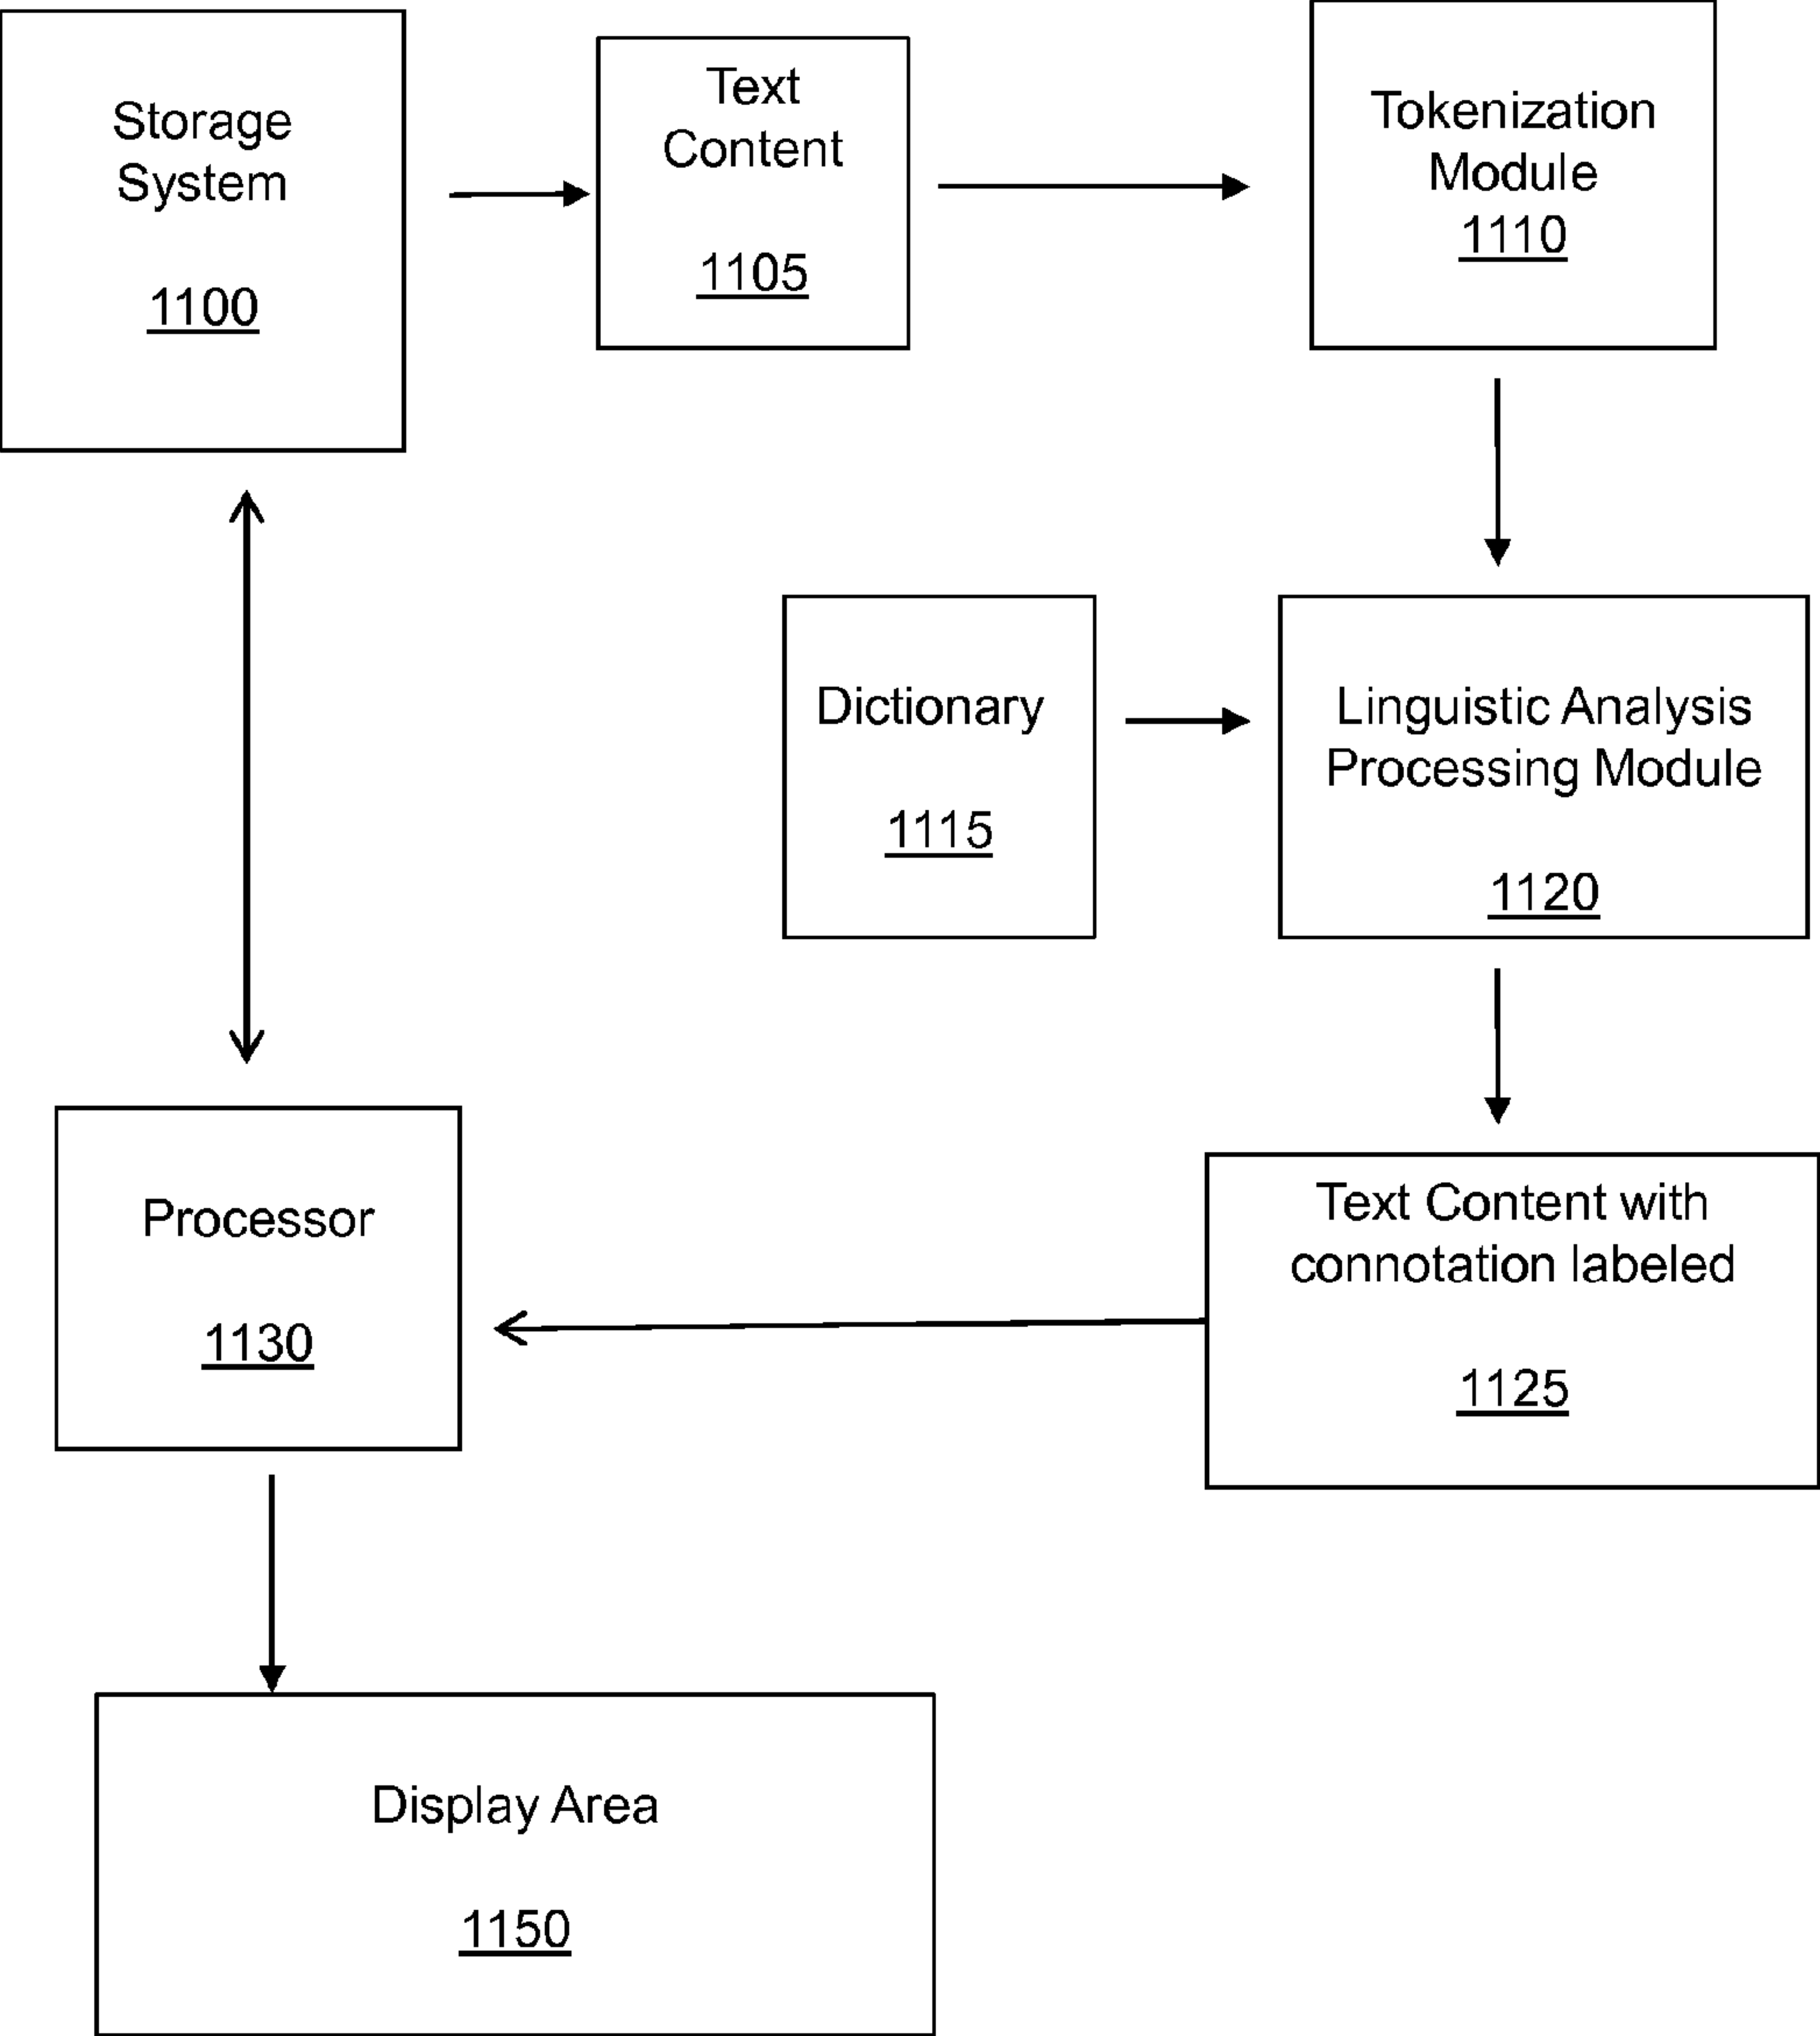 Storage
System
1100
Text
Content
1105
Tokenization
Module
1110
Dictionary
1115
Linguistic Analysis
Processing Module
1120
Processor
1130
Text Content with
connotation labeled
1125
Display Area
1150